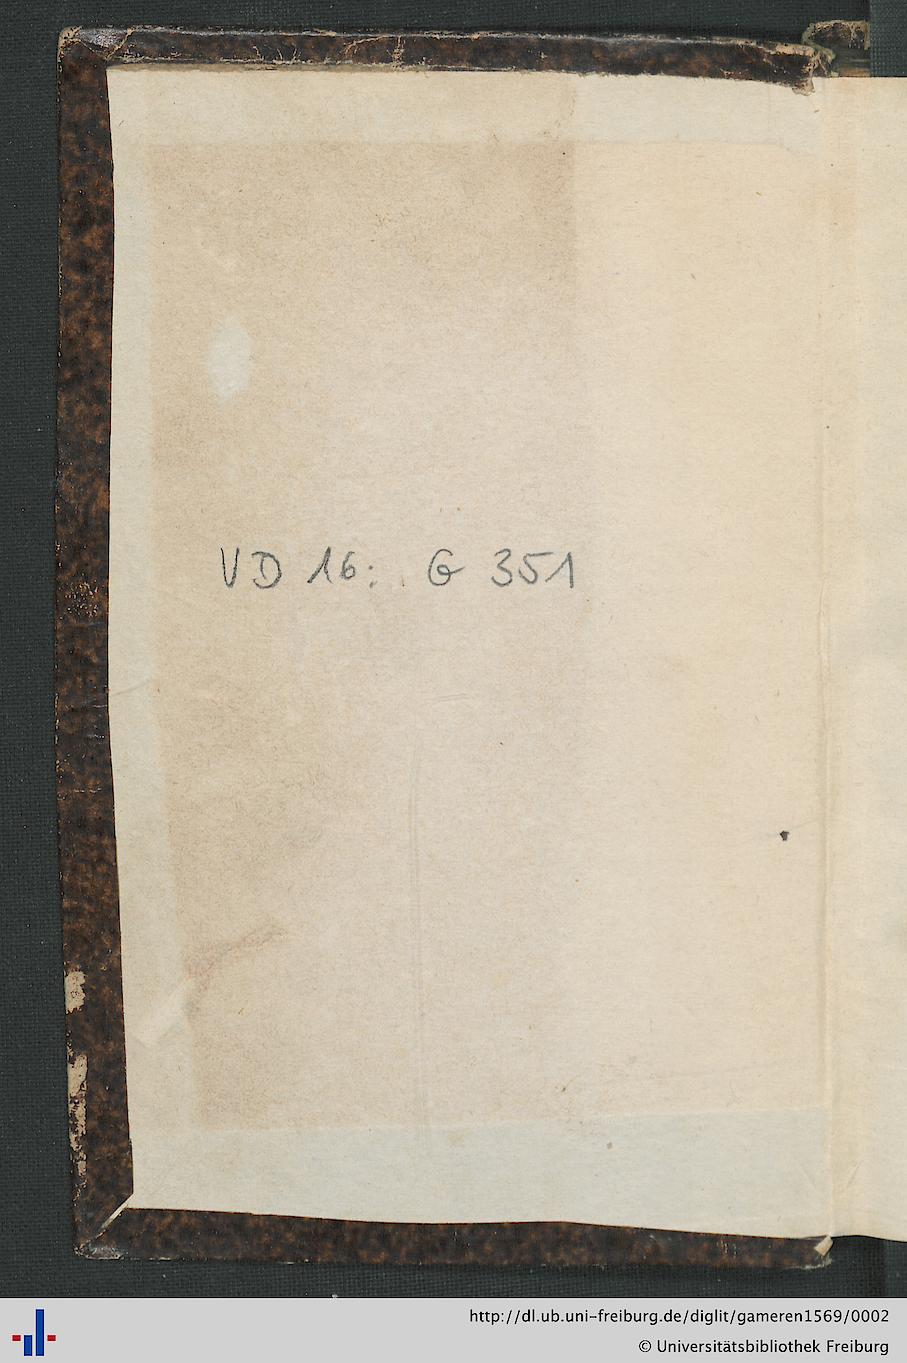 VD 16: G 351
http://dl.ub.uni-freiburg.de/diglit/gameren1569/0002
© Universitätsbibliothek Freiburg